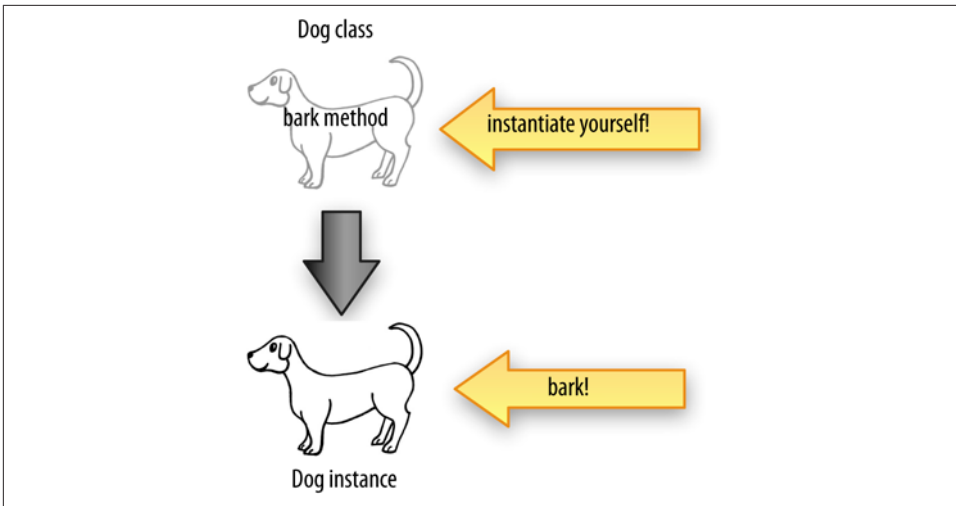 Dog class
bark method
instantiate yourself!
bark!
Dog instance